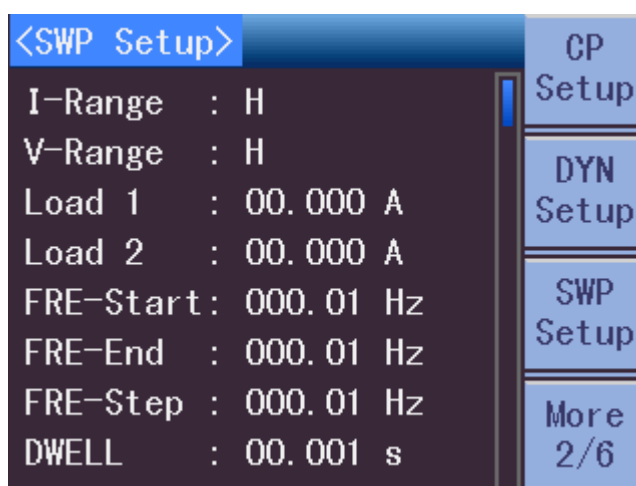 <SWP Setup>
I-Range : H
V-Range : H
Load 1 : 00.000 A
Load 2 : 00.000 A
FRE-Start: 000.01 Hz
FRE-End : 000.01 Hz
FRE-Step : 000.01 Hz
DWELL : 00.001 s
CP
Setup
DYN
Setup
SWP
Setup
More
2/6